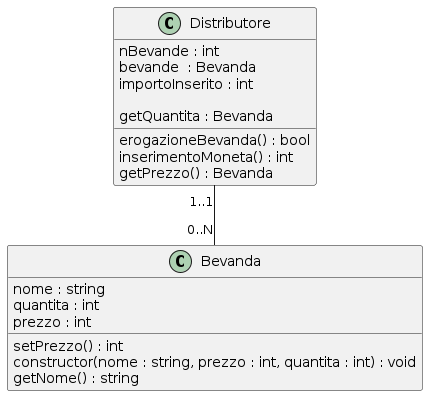 C Distributore
nBevande : int
bevande : Bevanda
importoInserito : int
getQuantita : Bevanda
erogazioneBevanda() : bool
inserimentoMoneta() : int
getPrezzo() : Bevanda
1..1
0..N
C Bevanda
nome : string
quantita : int
prezzo : int
setPrezzo() : int
constructor(nome : string, prezzo : int, quantita : int) : void
getNome() : string